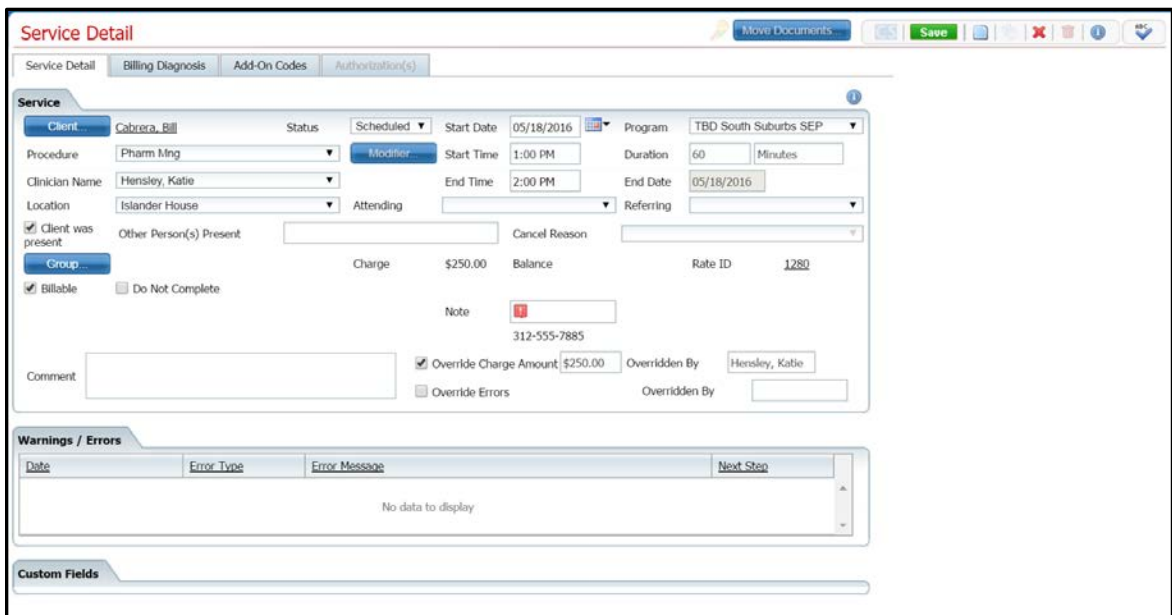 Service Detail Move Documents... Save
Service Detail Billing Diagnosis Add-On Codes Authorization(s)
Service
Client... Cabrera, Bill Status Scheduled Start Date 05/18/2016 Program TBD South Suburbs SEP
Procedure Pharm Mng Modifier... Start Time 1:00 PM Duration 60 Minutes
Clinician Name Hensley, Katie End Time 2:00 PM End Date 05/18/2016
Location Islander House Attending Referring
Client was present Other Person(s) Present Cancel Reason
Group... Charge $250.00 Balance Rate ID 1280
Billable Do Not Complete
Note
312-555-7885
Override Charge Amount $250.00 Overridden By Hensley, Katie
Comment
Override Errors Overridden By
Warnings / Errors
Date Error Type Error Message Next Step
No data to display
Custom Fields